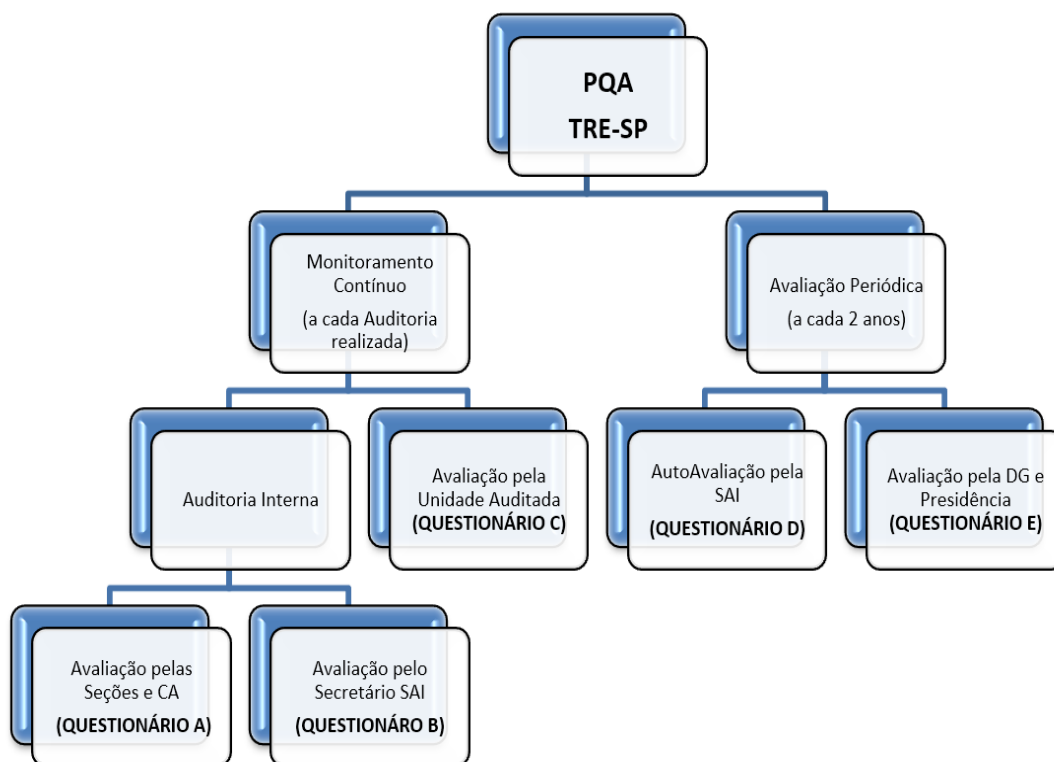 PQA
TRE-SP
Monitoramento
Contínuo
(a cada Auditoria
realizada)
Avaliação Periódica
(a cada 2 anos)
Auditoria Interna
Avaliação pela
Unidade Auditada
(QUESTIONÁRIO C)
AutoAvaliação pela
SAI
(QUESTIONÁRIO D)
Avaliação pela DG e
Presidência
(QUESTIONÁRIO E)
Avaliação pelas
Seções e CA
(QUESTIONÁRIO A)
Avaliação pelo
Secretário SAI
(QUESTIONÁRO B)